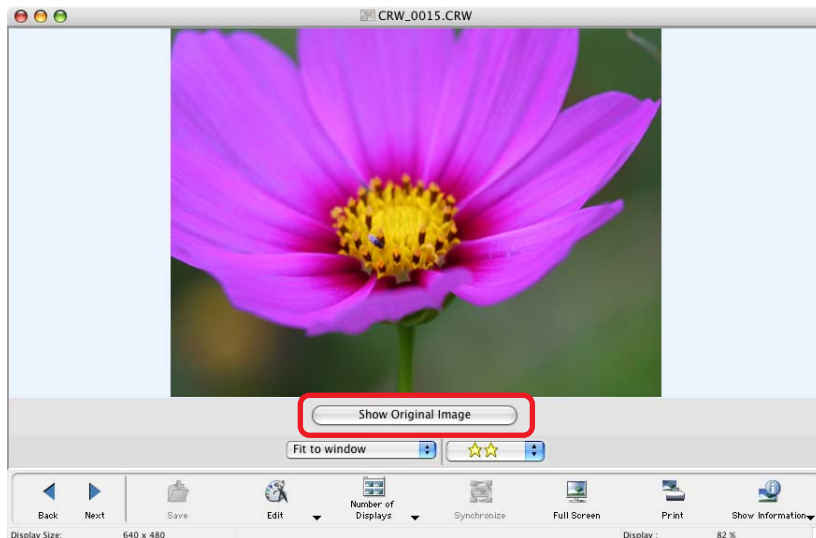 CRW_0015.CRW
Show Original Image
Fit to window
Back Next Save Edit Number of Displays Synchronize Full Screen Print Show Information
Display Size: 640 x 480 Display : 82 %